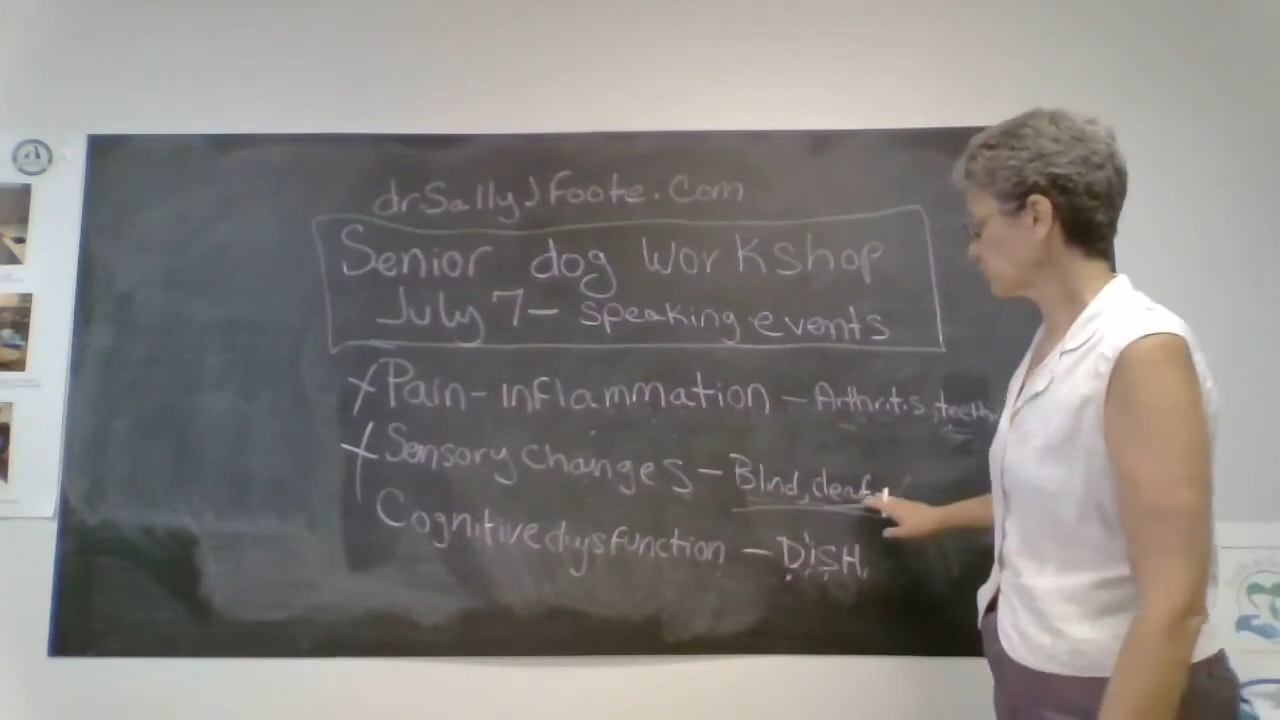 drSallyJFoote.Com
Senior dog workshop
July 7 - speaking events
Pain - inflammation - Arthritis, teeth
Sensory changes - Blind, deaf
Cognitive dysfunction - DiSH